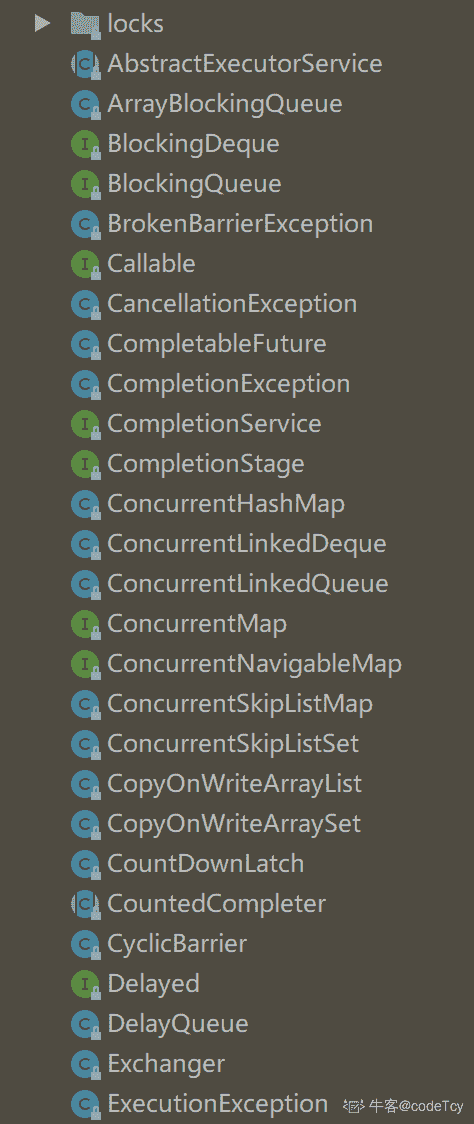 locks
AbstractExecutorService
ArrayBlockingQueue
BlockingDeque
BlockingQueue
BrokenBarrierException
Callable
CancellationException
CompletableFuture
CompletionException
CompletionService
CompletionStage
ConcurrentHashMap
ConcurrentLinkedDeque
ConcurrentLinkedQueue
ConcurrentMap
ConcurrentNavigableMap
ConcurrentSkipListMap
ConcurrentSkipListSet
CopyOnWriteArrayList
CopyOnWriteArraySet
CountDownLatch
CountedCompleter
CyclicBarrier
Delayed
DelayQueue
Exchanger
ExecutionException 牛客@codeTcy